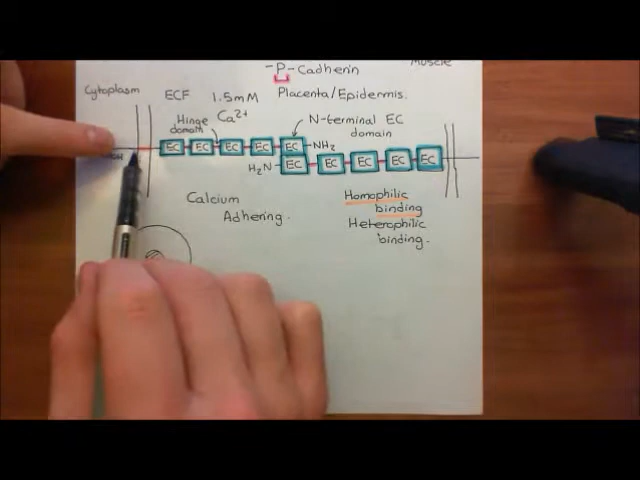 -P-Cadherin
Muscle
Cytoplasm
ECF
1.5mM
Ca2+
Placenta/Epidermis.
Hinge
domain
N-terminal EC
domain
EC EC EC EC EC -NH2
H2N- EC EC EC EC EC
Calcium
Adhering.
Homophilic
binding
Heterophilic
binding.